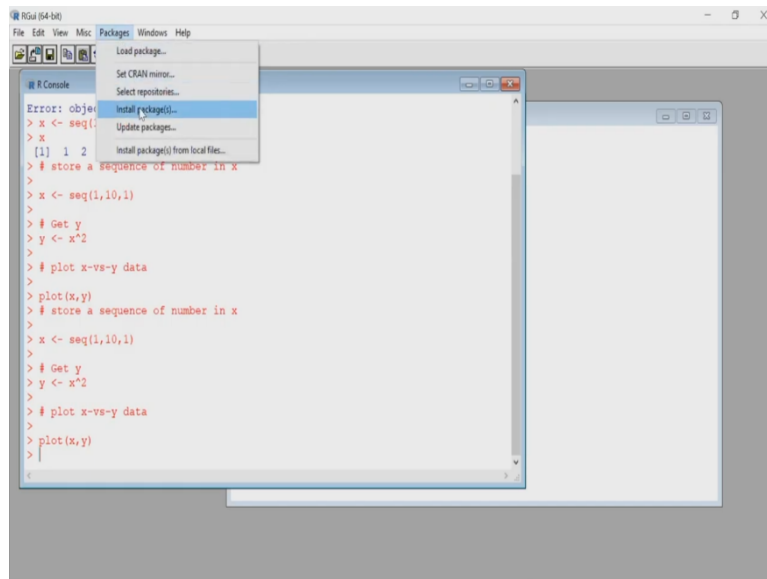 RGui (64-bit)
File Edit View Misc Packages Windows Help
Load package...
Set CRAN mirror...
Select repositories...
Install package(s)...
Update packages...
Install package(s) from local files...
R Console
Error: objec
> x <- seq(1
> x
[1] 1 2
> # store a sequence of number in x
>
> x <- seq(1,10,1)
>
> # Get y
> y <- x^2
>
> # plot x-vs-y data
>
> plot(x,y)
> # store a sequence of number in x
>
> x <- seq(1,10,1)
>
> # Get y
> y <- x^2
>
> # plot x-vs-y data
>
> plot(x,y)
>